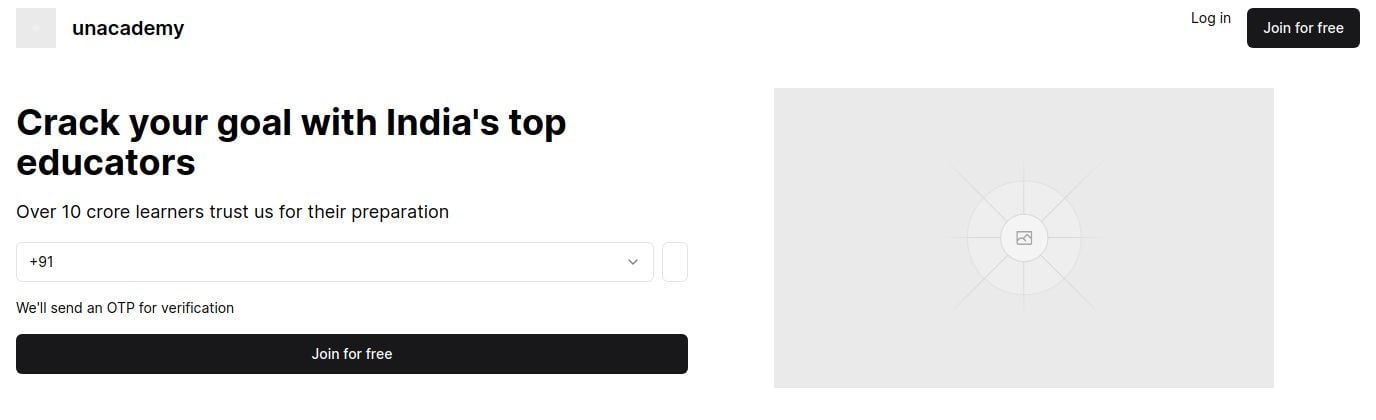 unacademy
Log in
Join for free
Crack your goal with India's top
educators
Over 10 crore learners trust us for their preparation
+91
We'll send an OTP for verification
Join for free